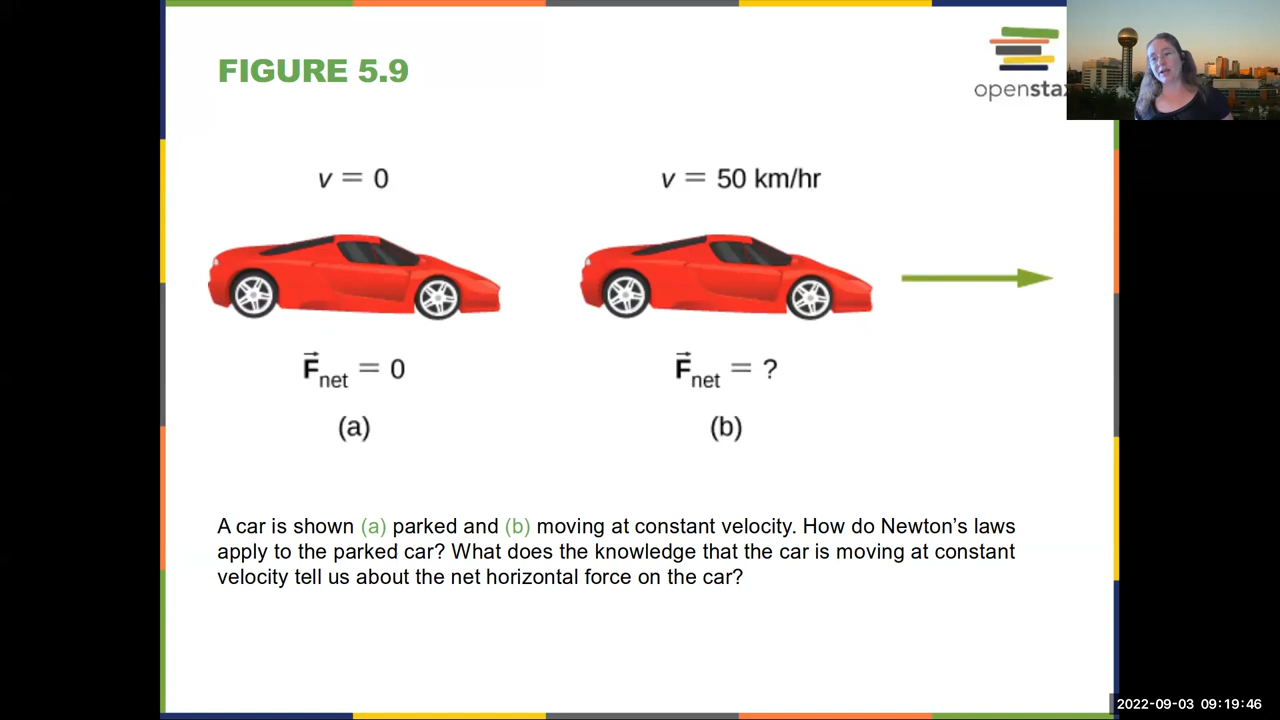 FIGURE 5.9
openstax
v = 0
v = 50 km/hr
F⃗net = 0
F⃗net = ?
(a)
(b)
A car is shown (a) parked and (b) moving at constant velocity. How do Newton’s laws
apply to the parked car? What does the knowledge that the car is moving at constant
velocity tell us about the net horizontal force on the car?
2022-09-03 09:19:46